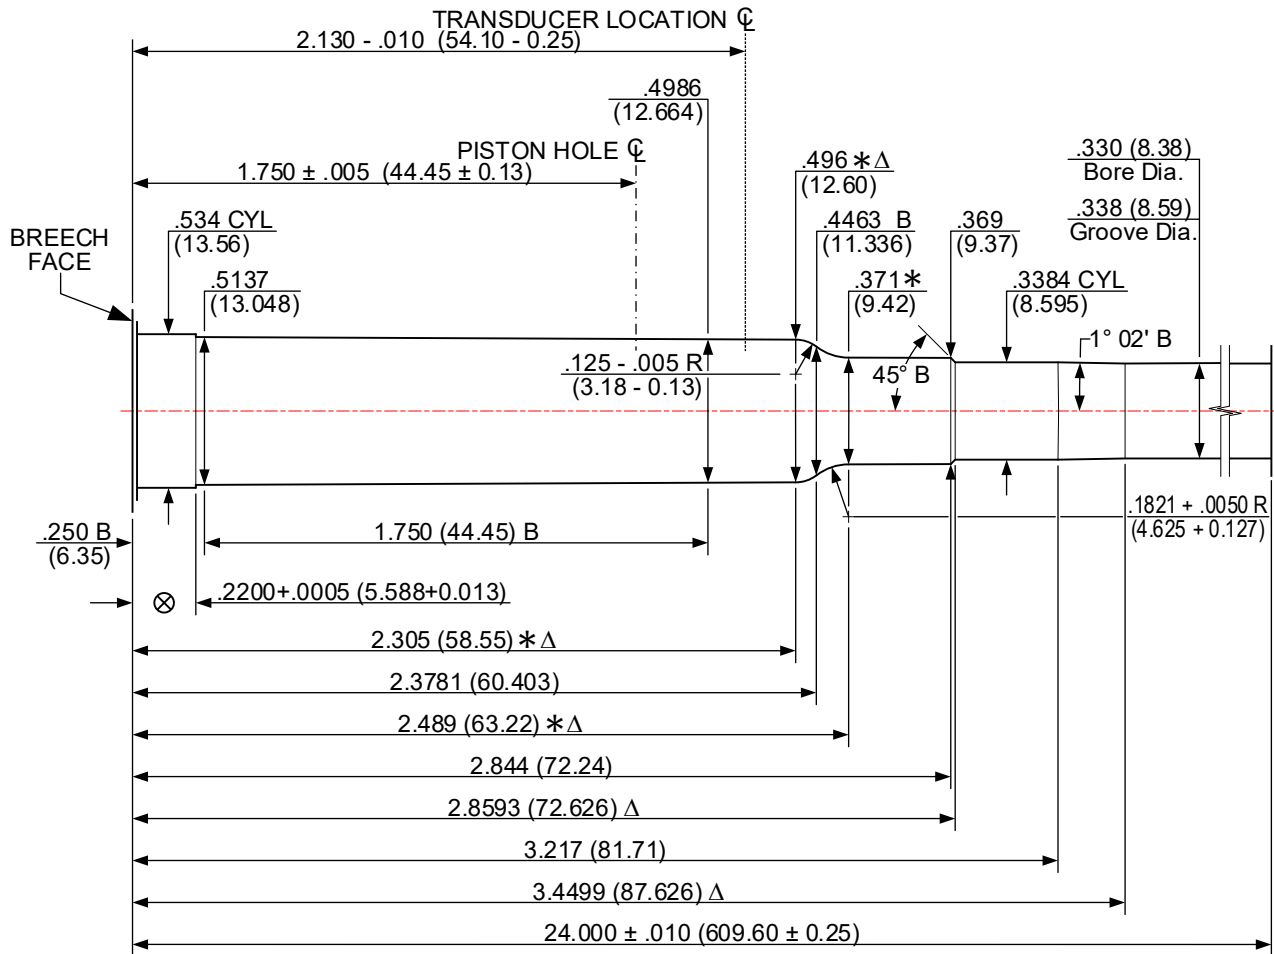 TRANSDUCER LOCATION ℄
2.130 - .010 (54.10 - 0.25)
.4986
(12.664)
PISTON HOLE ℄
1.750 ± .005 (44.45 ± 0.13)
.496 * Δ
(12.60)
.330 (8.38)
Bore Dia.
.534 CYL
(13.56)
.4463 B
(11.336)
.369
(9.37)
.338 (8.59)
Groove Dia.
BREECH
FACE
.5137
(13.048)
.371*
(9.42)
.3384 CYL
(8.595)
1° 02' B
.125 - .005 R
(3.18 - 0.13)
45° B
.1821 + .0050 R
(4.625 + 0.127)
.250 B
(6.35)
1.750 (44.45) B
⊗ .2200+.0005 (5.588+0.013)
2.305 (58.55) * Δ
2.3781 (60.403)
2.489 (63.22) * Δ
2.844 (72.24)
2.8593 (72.626) Δ
3.217 (81.71)
3.4499 (87.626) Δ
24.000 ± .010 (609.60 ± 0.25)